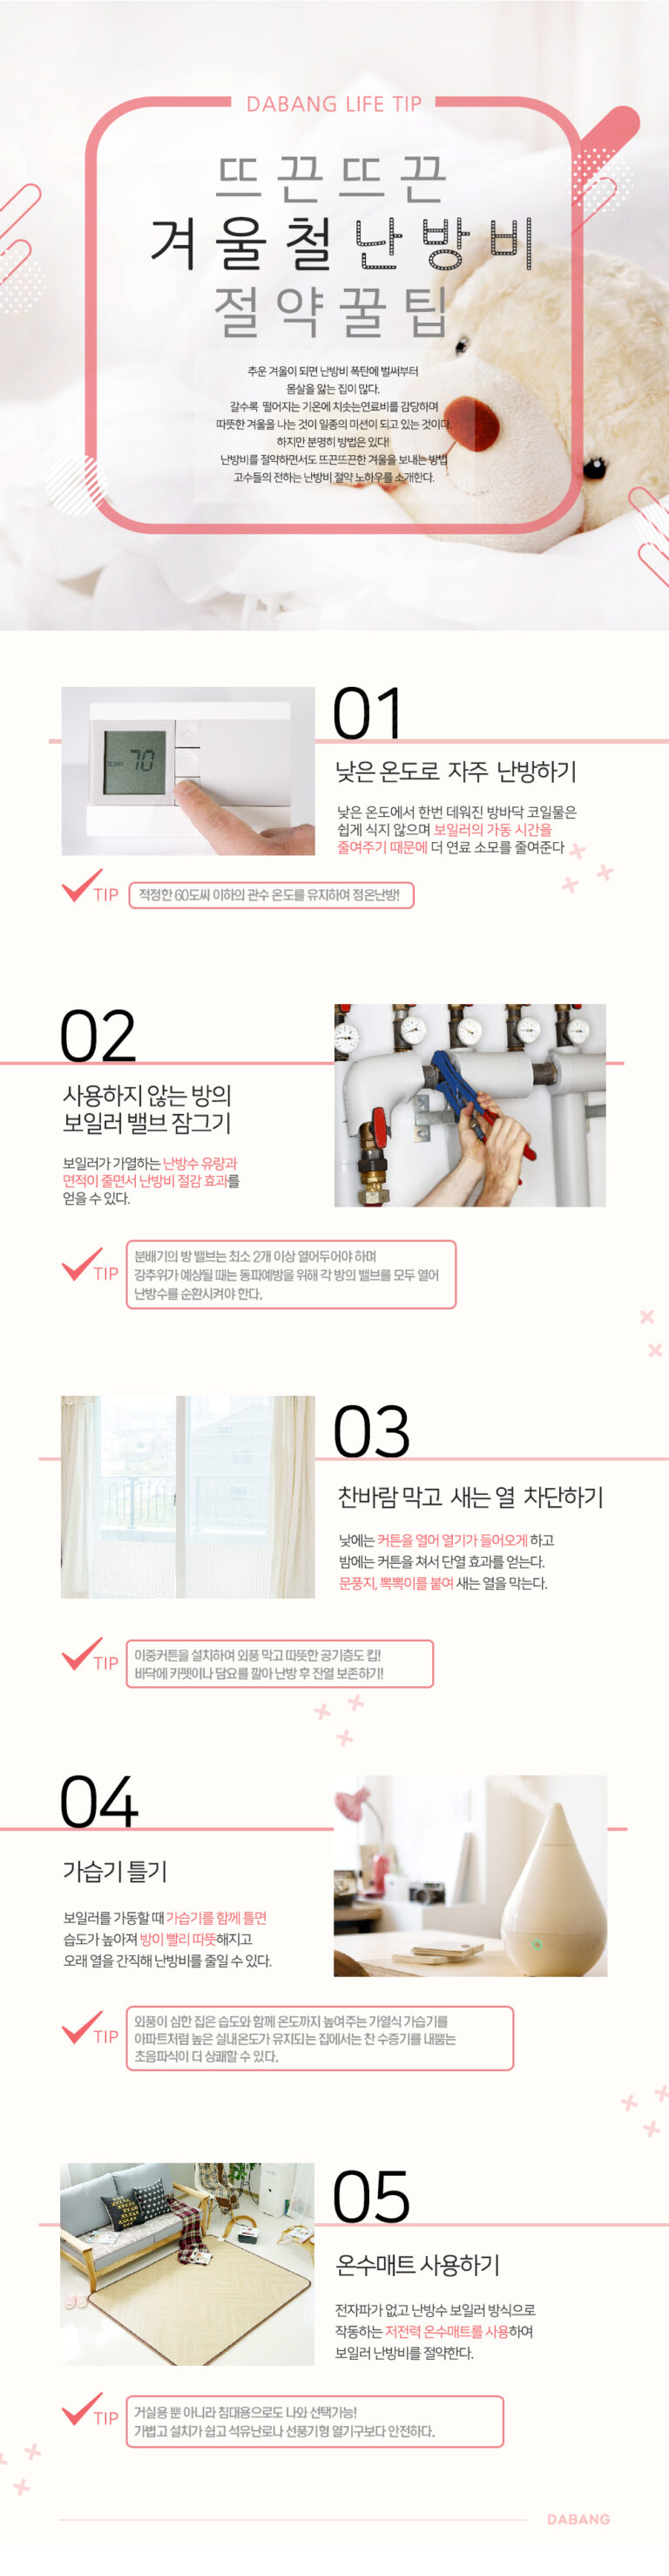 DABANG LIFE TIP
뜨끈뜨끈
겨울철난방비
절약꿀팁
추운 겨울이 되면 난방비 폭탄에 벌써부터
몸살을 앓는 집이 많다.
갈수록 떨어지는 기온에 치솟는연료비를 감당하며
따뜻한 겨울을 나는 것이 일종의 미션이 되고 있는 것이다.
하지만 분명히 방법은 있다!
난방비를 절약하면서도 뜨끈뜨끈한 겨울을 보내는 방법
고수들의 전하는 난방비 절약 노하우를 소개한다.
70
01
낮은 온도로 자주 난방하기
낮은 온도에서 한번 데워진 방바닥 코일물은
쉽게 식지 않으며 보일러의 가동 시간을
줄여주기 때문에 더 연료 소모를 줄여준다
TIP
적정한 60도씨 이하의 관수 온도를 유지하여 정온난방!
02
사용하지 않는 방의
보일러 밸브 잠그기
보일러가 가열하는 난방수 유량과
면적이 줄면서 난방비 절감 효과를
얻을 수 있다.
TIP
분배기의 방 밸브는 최소 2개 이상 열어두어야 하며
강추위가 예상될 때는 동파예방을 위해 각 방의 밸브를 모두 열어
난방수를 순환시켜야 한다.
03
찬바람 막고 새는 열 차단하기
낮에는 커튼을 열어 열기가 들어오게 하고
밤에는 커튼을 쳐서 단열 효과를 얻는다.
문풍지, 뽁뽁이를 붙여 새는 열을 막는다.
TIP
이중커튼을 설치하여 외풍 막고 따뜻한 공기층도 킵!
바닥에 카펫이나 담요를 깔아 난방 후 잔열 보존하기!
04
가습기 틀기
보일러를 가동할 때 가습기를 함께 틀면
습도가 높아져 방이 빨리 따뜻해지고
오래 열을 간직해 난방비를 줄일 수 있다.
TIP
외풍이 심한 집은 습도와 함께 온도까지 높여주는 가열식 가습기를
아파트처럼 높은 실내온도가 유지되는 집에서는 찬 수증기를 내뿜는
초음파식이 더 상쾌할 수 있다.
05
온수매트 사용하기
전자파가 없고 난방수 보일러 방식으로
작동하는 저전력 온수매트를 사용하여
보일러 난방비를 절약한다.
TIP
거실용 뿐 아니라 침대용으로도 나와 선택가능!
가볍고 설치가 쉽고 석유난로나 선풍기형 열기구보다 안전하다.
DABANG